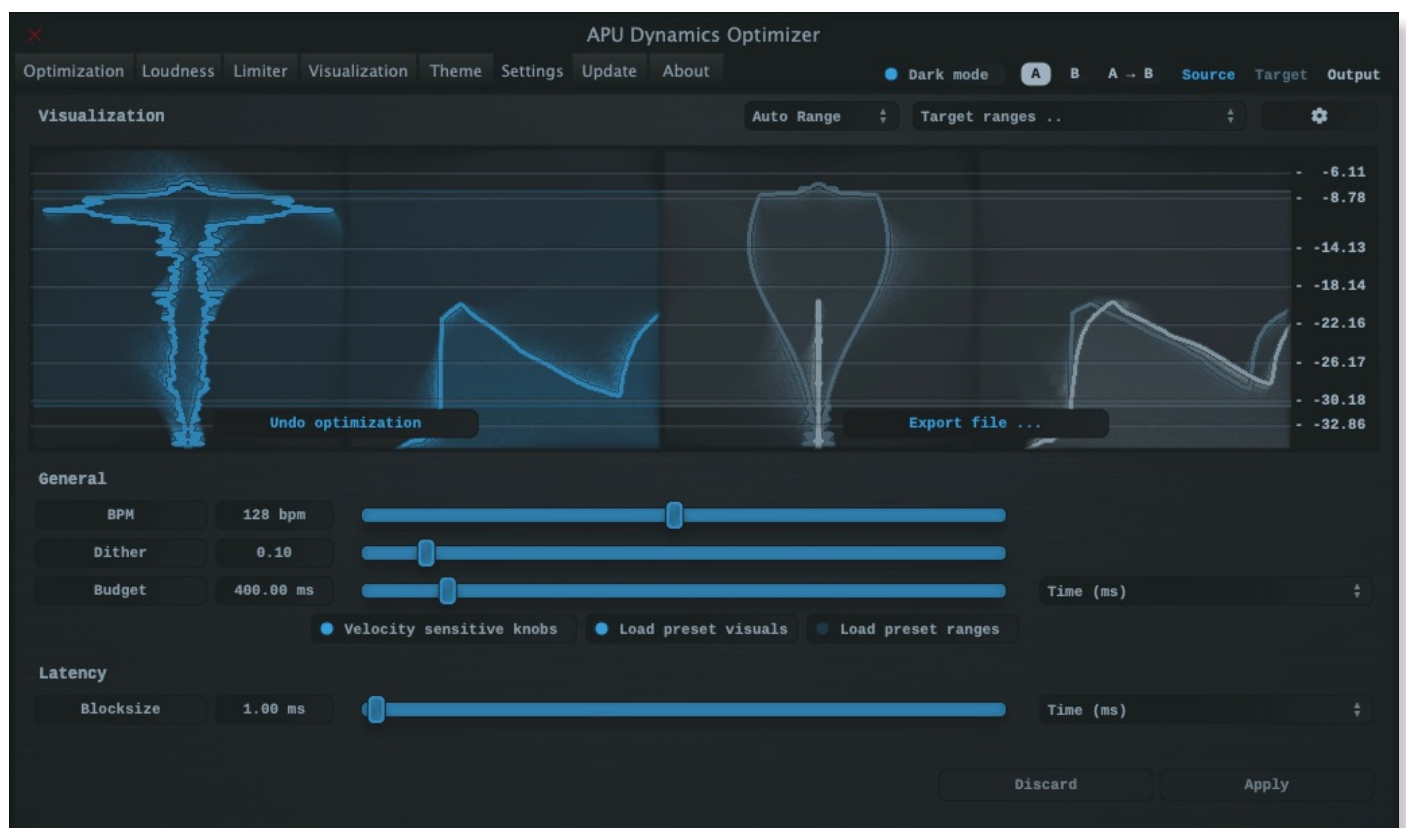 APU Dynamics Optimizer
Optimization Loudness Limiter Visualization Theme Settings Update About
Dark mode A B A → B Source Target Output
Visualization Auto Range Target ranges ..
- -6.11
- -8.78
- -14.13
- -18.14
- -22.16
- -26.17
- -30.18
- -32.86
Undo optimization Export file ...
General
BPM 128 bpm
Dither 0.10
Budget 400.00 ms Time (ms)
Velocity sensitive knobs Load preset visuals Load preset ranges
Latency
Blocksize 1.00 ms Time (ms)
Discard Apply